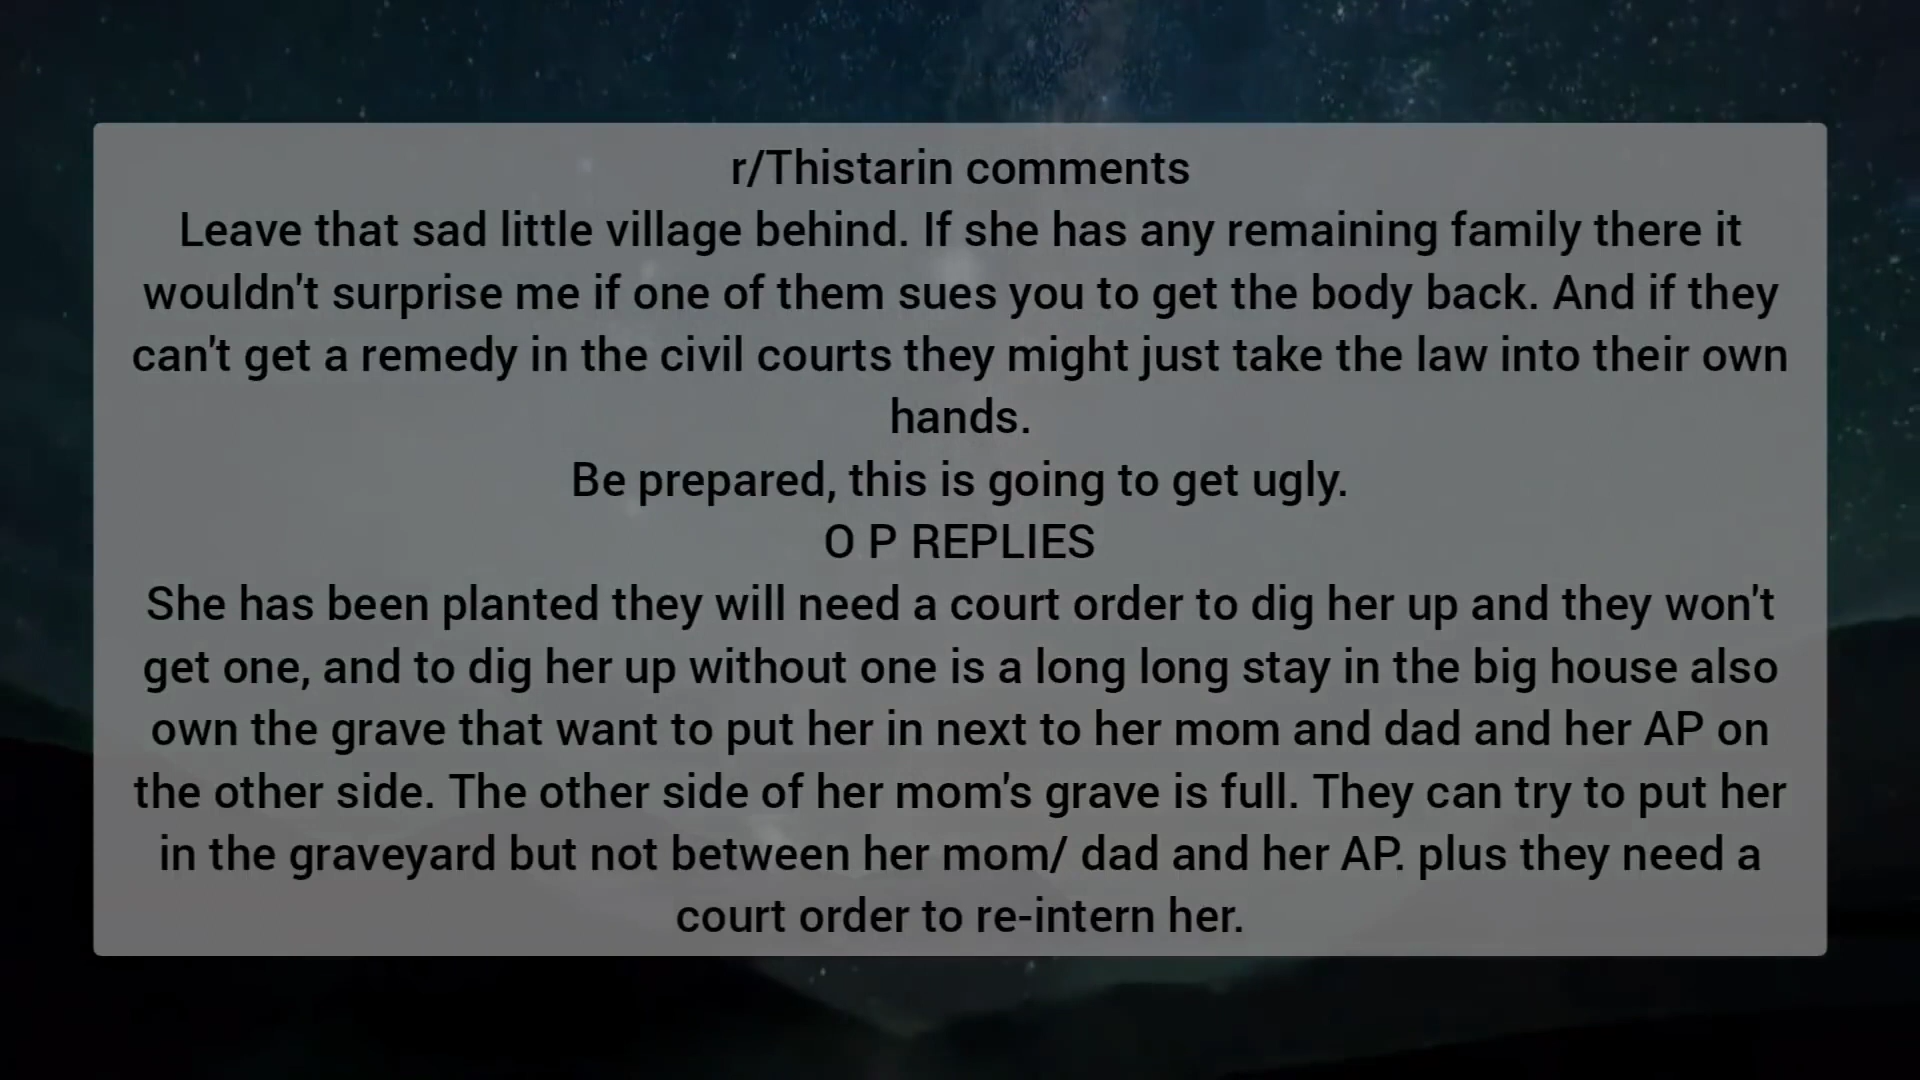 r/Thistarin comments
Leave that sad little village behind. If she has any remaining family there it
wouldn't surprise me if one of them sues you to get the body back. And if they
can't get a remedy in the civil courts they might just take the law into their own
hands.
Be prepared, this is going to get ugly.
O P REPLIES
She has been planted they will need a court order to dig her up and they won't
get one, and to dig her up without one is a long long stay in the big house also
own the grave that want to put her in next to her mom and dad and her AP on
the other side. The other side of her mom's grave is full. They can try to put her
in the graveyard but not between her mom/ dad and her AP. plus they need a
court order to re-intern her.